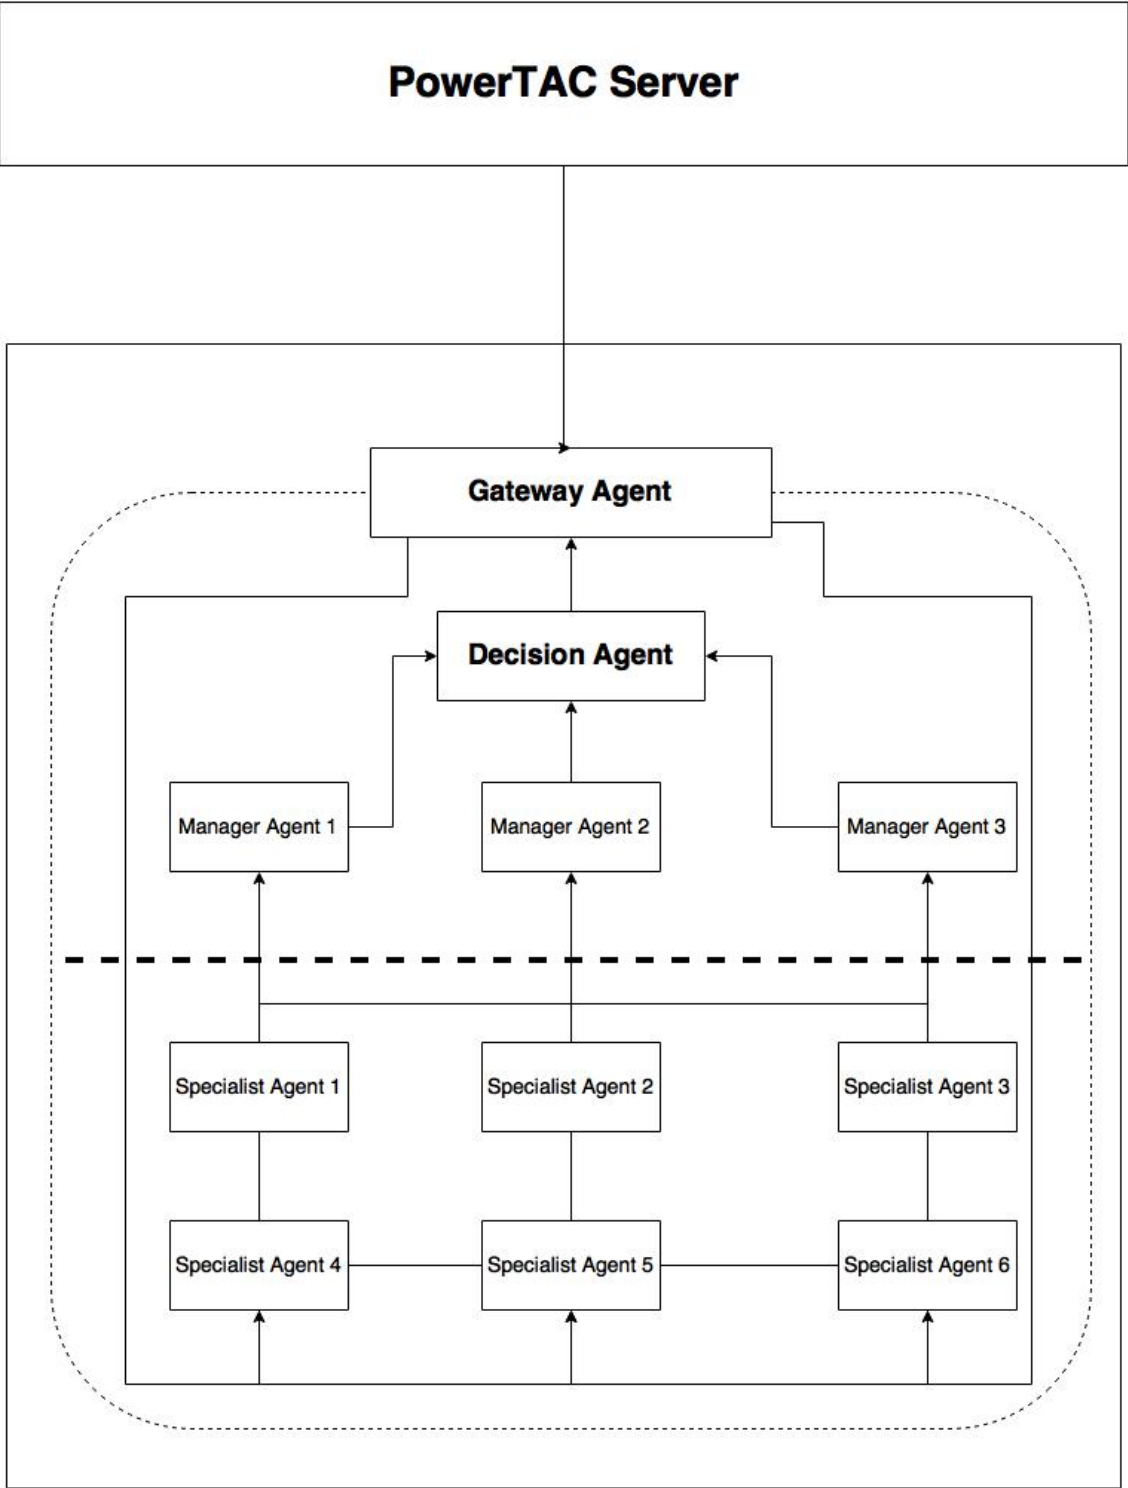 PowerTAC Server
Gateway Agent
Decision Agent
Manager Agent 1
Manager Agent 2
Manager Agent 3
Specialist Agent 1
Specialist Agent 2
Specialist Agent 3
Specialist Agent 4
Specialist Agent 5
Specialist Agent 6